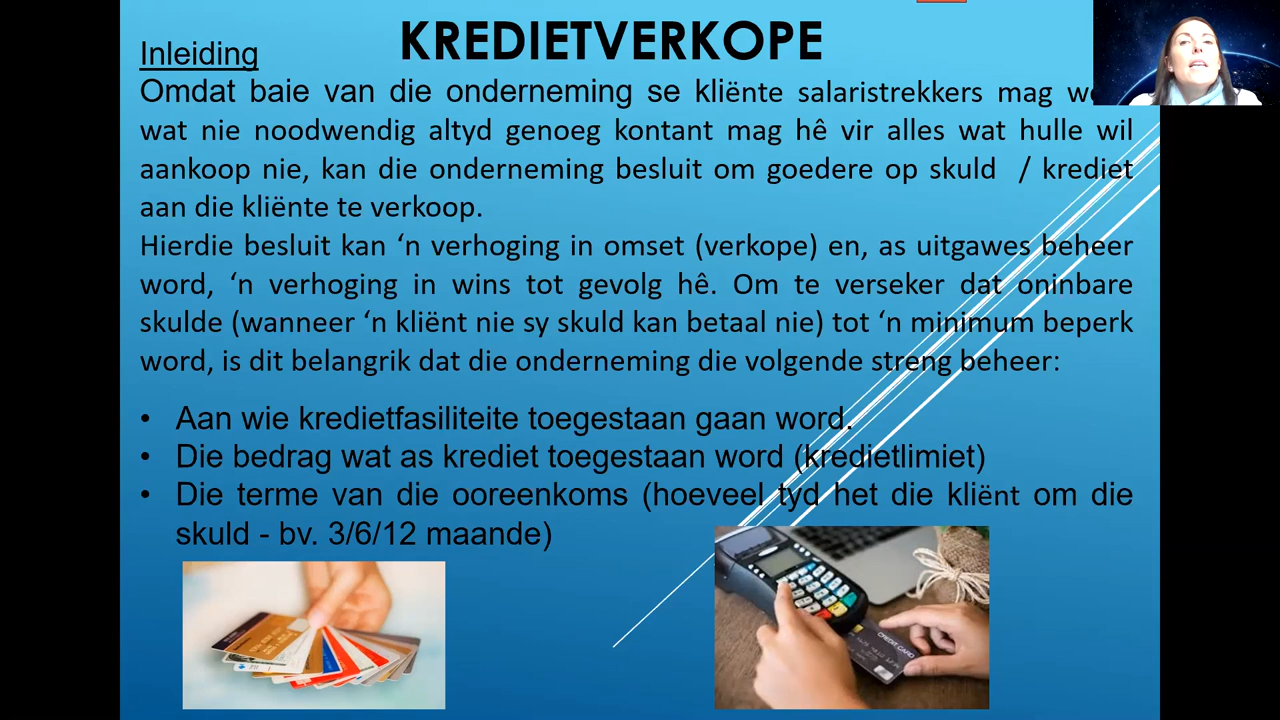 KREDIETVERKOPE
Inleiding
Omdat baie van die onderneming se kliënte salaristrekkers mag
wat nie noodwendig altyd genoeg kontant mag hê vir alles wat hulle wil
aankoop nie, kan die onderneming besluit om goedere op skuld / krediet
aan die kliënte te verkoop.
Hierdie besluit kan ‘n verhoging in omset (verkope) en, as uitgawes beheer
word, ‘n verhoging in wins tot gevolg hê. Om te verseker dat oninbare
skulde (wanneer ‘n kliënt nie sy skuld kan betaal nie) tot ‘n minimum beperk
word, is dit belangrik dat die onderneming die volgende streng beheer:
• Aan wie kredietfasiliteite toegestaan gaan word.
• Die bedrag wat as krediet toegestaan word (kredietlimiet)
• Die terme van die ooreenkoms (hoeveel tyd het die kliënt om die
skuld - bv. 3/6/12 maande)
CREDIT CARD